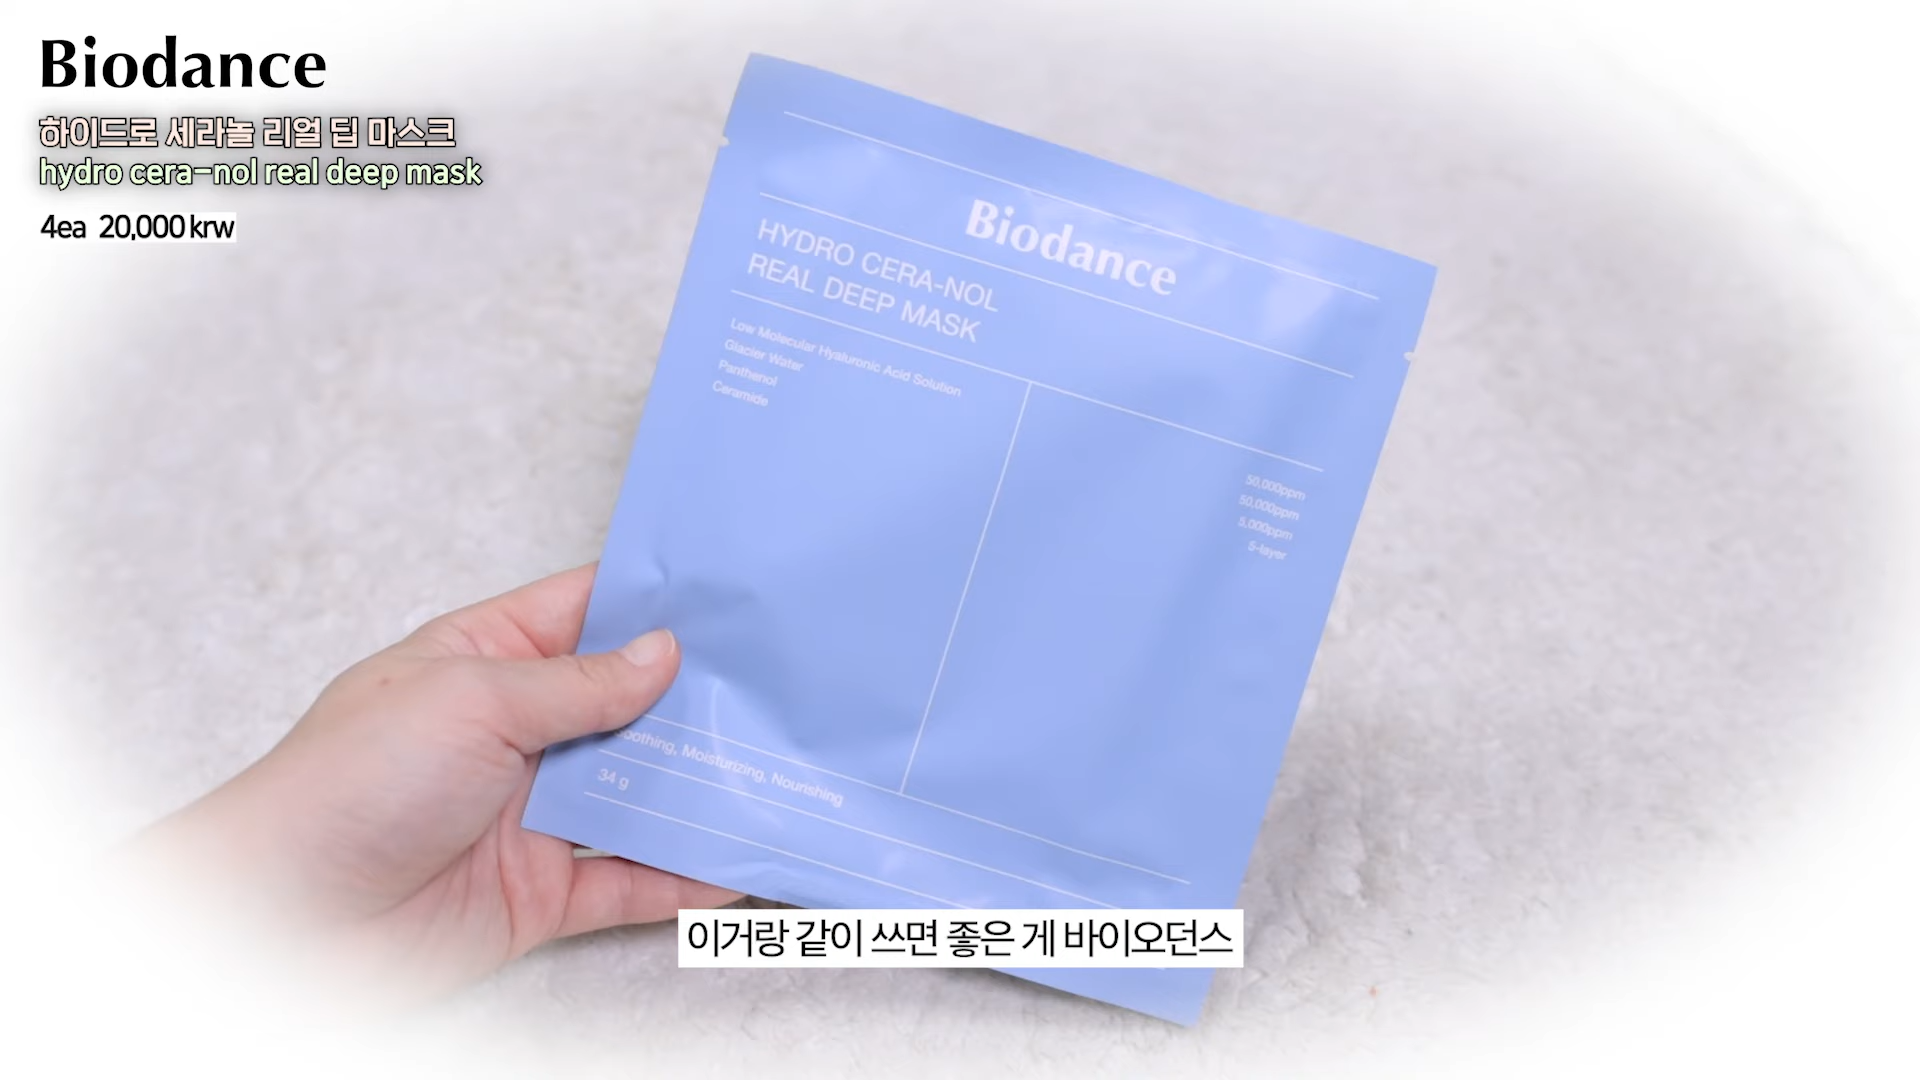 Biodance
하이드로 세라놀 리얼 딥 마스크
hydro cera-nol real deep mask
4ea 20,000 krw
Biodance
HYDRO CERA-NOL
REAL DEEP MASK
Low Molecular Hyaluronic Acid Solution
Glacier Water
Panthenol
Ceramide
50,000ppm
50,000ppm
5,000ppm
5-layer
Soothing, Moisturizing, Nourishing
34 g
이거랑 같이 쓰면 좋은 게 바이오던스